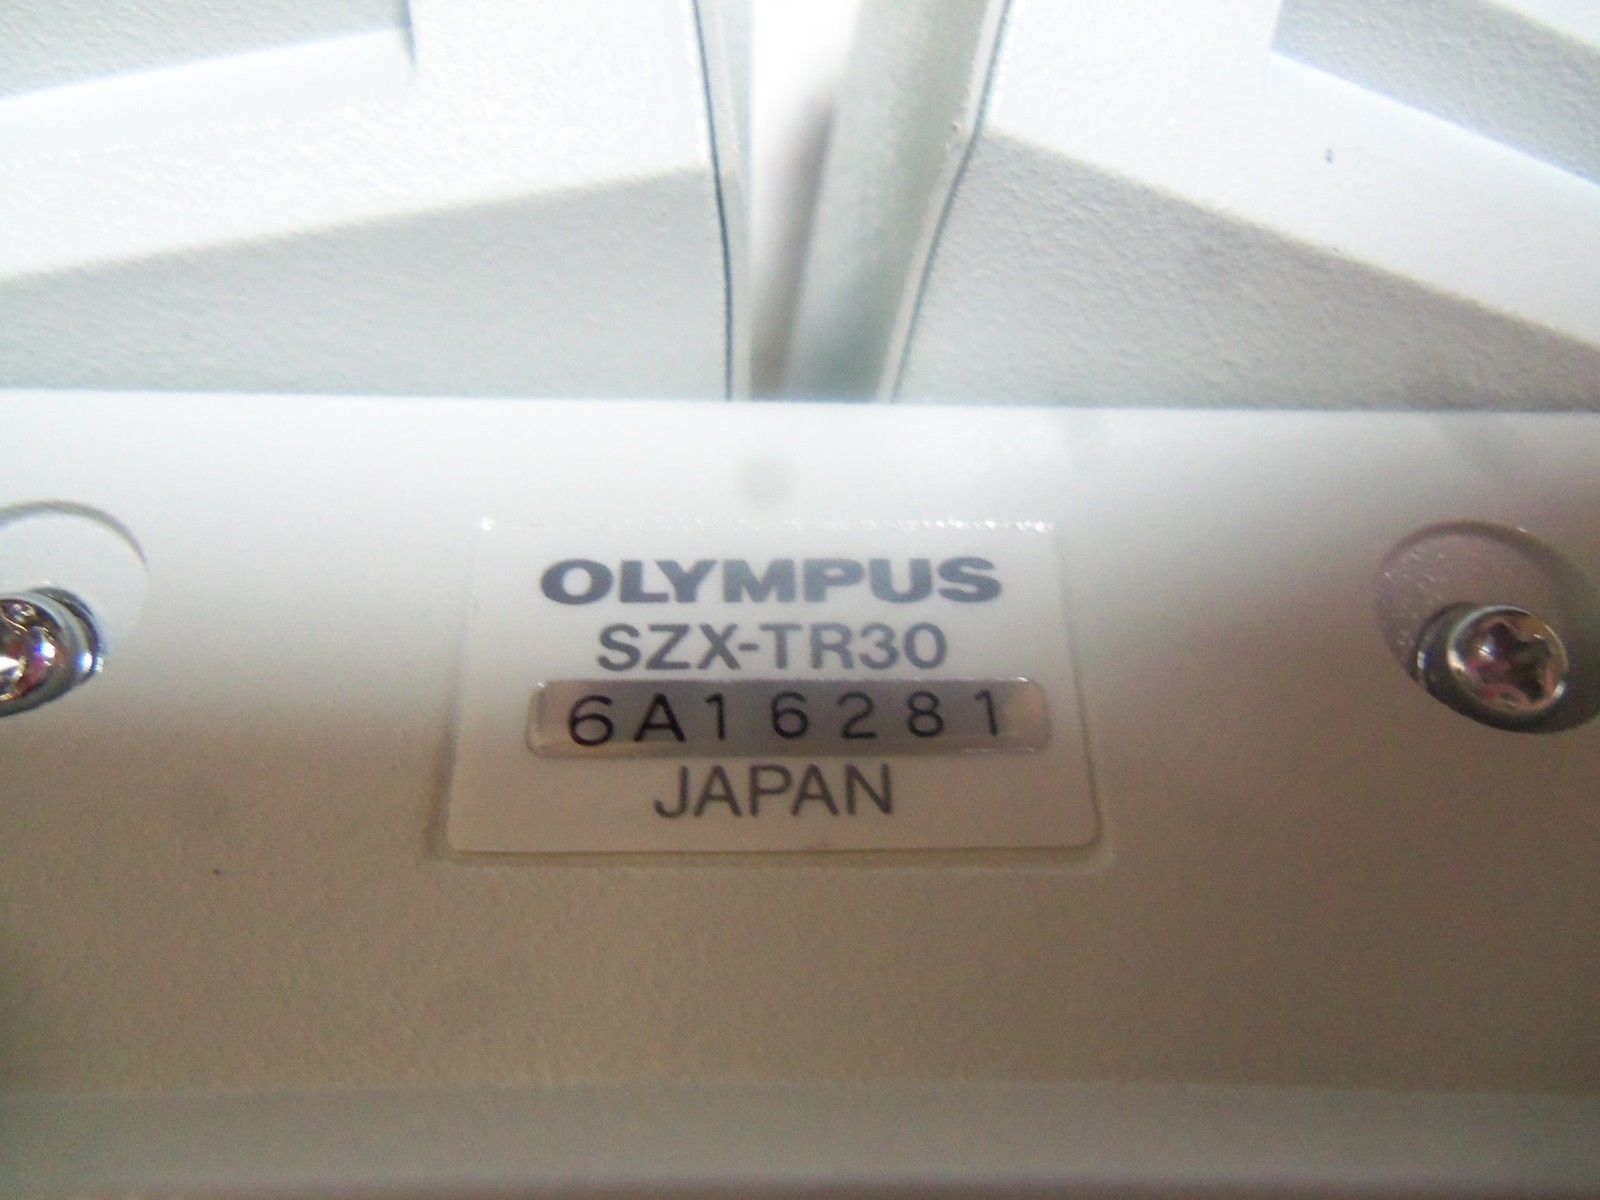 OLYMPUS
SZX-TR30
6A16281
JAPAN